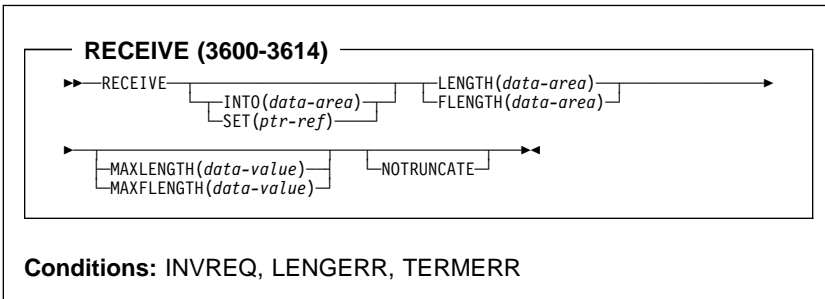 RECEIVE (3600-3614)
RECEIVE LENGTH(data-area)
INTO(data-area) FLENGTH(data-area)
SET(ptr-ref)
MAXLENGTH(data-value) NOTRUNCATE
MAXFLENGTH(data-value)
Conditions: INVREQ, LENGERR, TERMERR